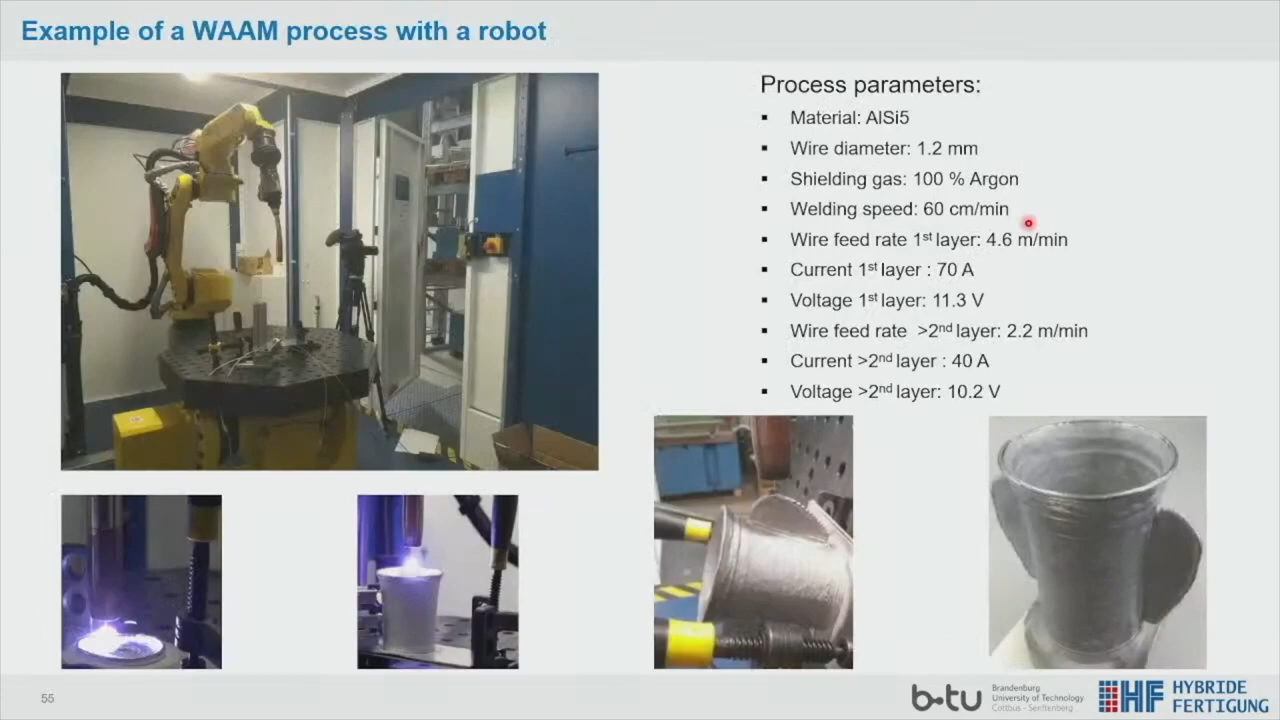 Example of a WAAM process with a robot
Process parameters:
▪ Material: AlSi5
▪ Wire diameter: 1.2 mm
▪ Shielding gas: 100 % Argon
▪ Welding speed: 60 cm/min
▪ Wire feed rate 1st layer: 4.6 m/min
▪ Current 1st layer : 70 A
▪ Voltage 1st layer: 11.3 V
▪ Wire feed rate >2nd layer: 2.2 m/min
▪ Current >2nd layer : 40 A
▪ Voltage >2nd layer: 10.2 V
55
b-tu
Brandenburg
University of Technology
Cottbus - Senftenberg
HF
HYBRIDE
FERTIGUNG